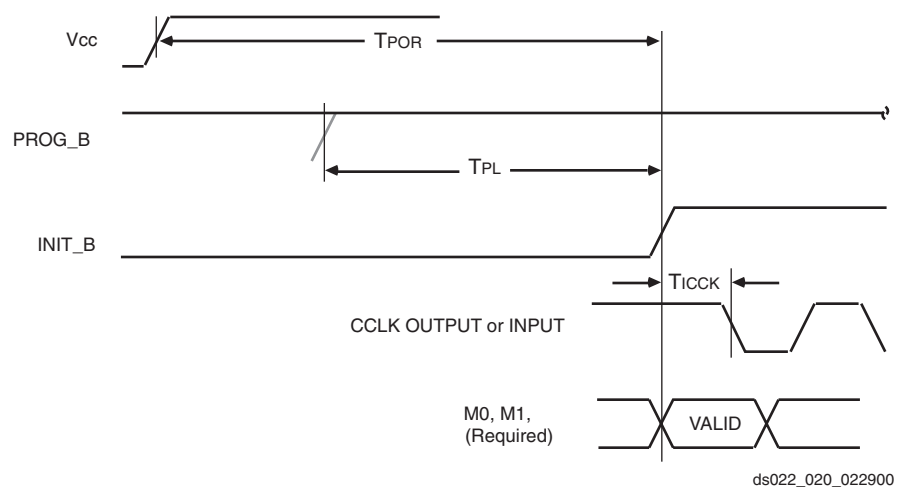 Vcc
TPOR
PROG_B
TPL
INIT_B
TICCK
CCLK OUTPUT or INPUT
M0, M1,
(Required)
VALID
ds022_020_022900